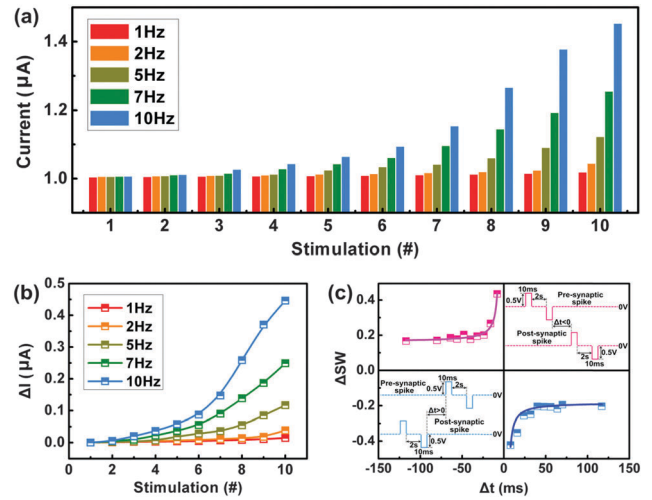 (a)
1Hz
2Hz
5Hz
7Hz
10Hz
Current (μA)
1.4
1.2
1.0
1 2 3 4 5 6 7 8 9 10
Stimulation (#)
(b)
1Hz
2Hz
5Hz
7Hz
10Hz
ΔI (μA)
0.5
0.4
0.3
0.2
0.1
0.0
0 2 4 6 8 10
Stimulation (#)
(c)
ΔSW
0.4
0.2
0.0
-0.2
-0.4
-150 -100 -50 0 50 100 150
Δt (ms)
10ms
0.5V
2s
Pre-synaptic
spike
0V
Δt<0
Post-synaptic
spike
0V
2s
0.5V
10ms
Pre-synaptic
spike
10ms
0.5V
2s
0V
Δt>0
Post-synaptic
spike
0V
2s
0.5V
10ms